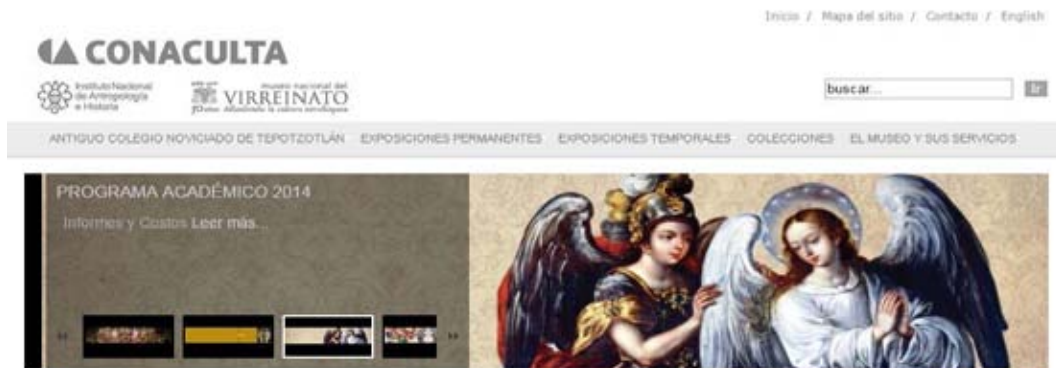 Inicio / Mapa del sitio / Contacto / English
CONACULTA
Instituto Nacional
de Antropología
e Historia
museo nacional del
VIRREINATO
buscar...
Ir
ANTIGUO COLEGIO NOVICIADO DE TEPOTZOTLÁN EXPOSICIONES PERMANENTES EXPOSICIONES TEMPORALES COLECCIONES EL MUSEO Y SUS SERVICIOS
PROGRAMA ACADÉMICO 2014
Informes y Costos Leer más...